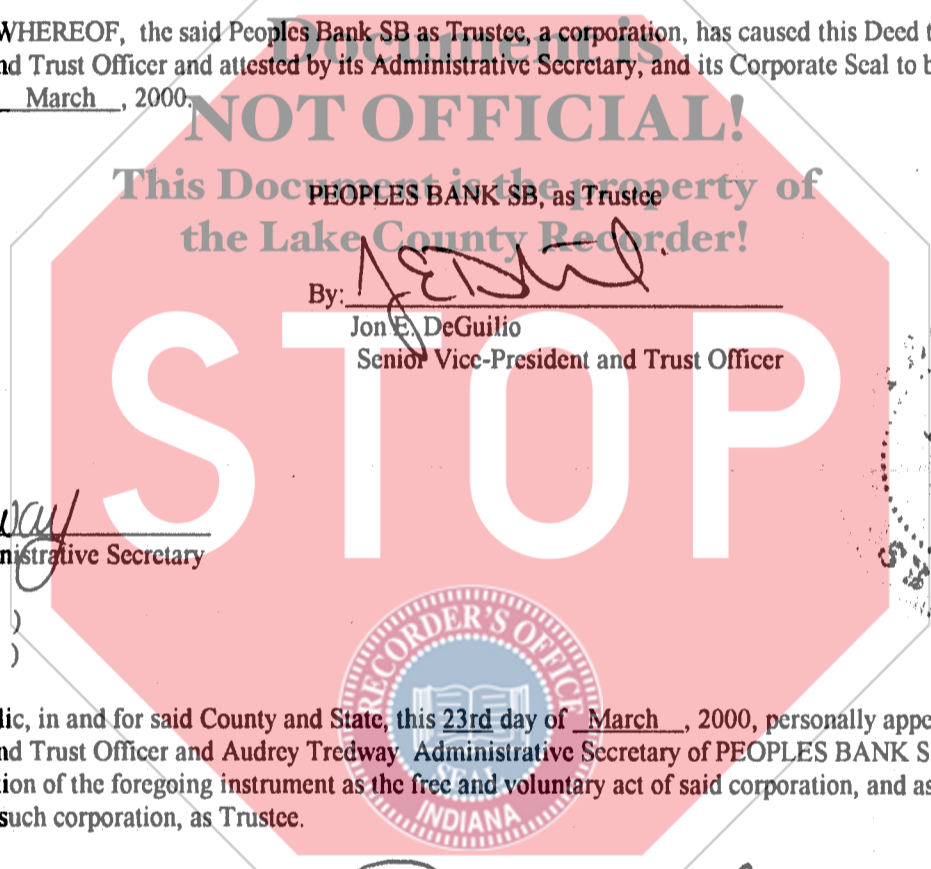 WHEREOF, the said Peoples Bank SB as Trustee, a corporation, has caused this Deed t
nd Trust Officer and attested by its Administrative Secretary, and its Corporate Seal to b
March, 2000.
Document is
NOT OFFICIAL!
This Document is the property of
the Lake County Recorder!
PEOPLES BANK SB, as Trustee
By:
Jon E. DeGuilio
Senior Vice-President and Trust Officer
STOP
way
nistrative Secretary
)
)
RECORDER'S OFFICE
SEAL
INDIANA
lic, in and for said County and State, this 23rd day of March, 2000, personally appe
nd Trust Officer and Audrey Tredway Administrative Secretary of PEOPLES BANK S
tion of the foregoing instrument as the free and voluntary act of said corporation, and as
such corporation, as Trustee.